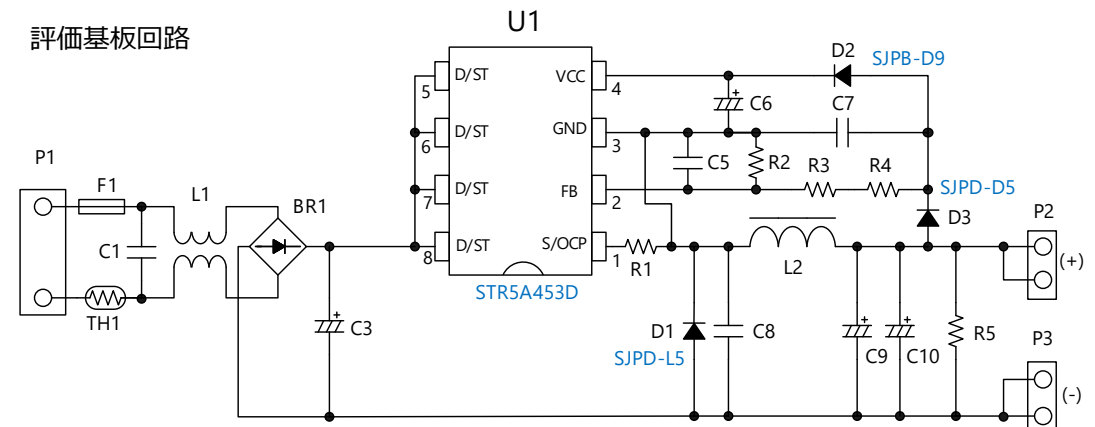 評価基板回路
U1
D2
SJPB-D9
D/ST
VCC
5
4
C6
C7
D/ST
GND
6
3
P1
C5
R2
R3
R4
F1
L1
D/ST
FB
7
2
SJPD-D5
BR1
D3
P2
C1
D/ST
S/OCP
8
1
R1
L2
(+)
STR5A453D
TH1
C3
D1
C8
C9
C10
R5
P3
SJPD-L5
(-)
+
+
+
+